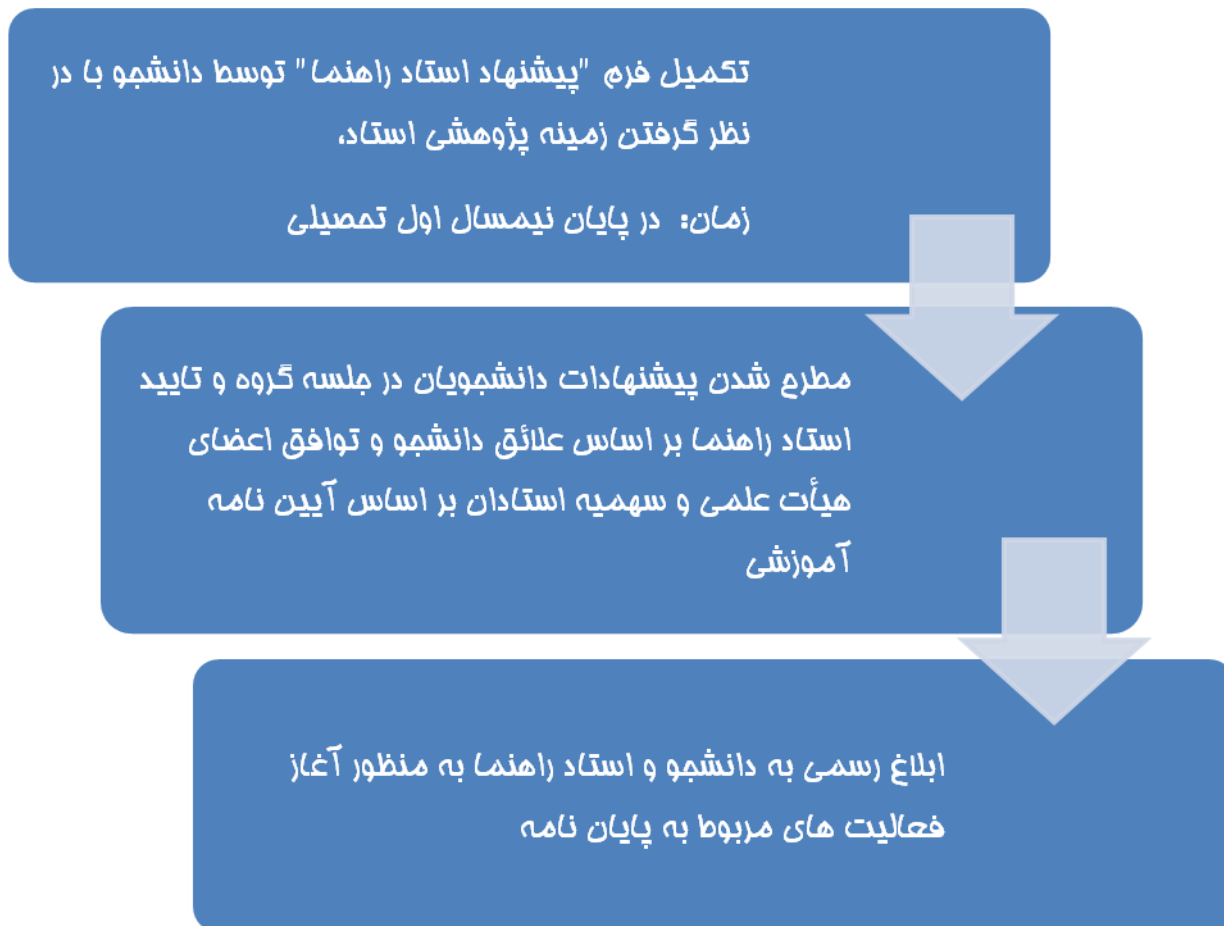 تکمیل فرم "پیشنهاد استاد راهنما" توسط دانشجو با در
نظر گرفتن زمینه پژوهشی استاد،
زمان: در پایان نیمسال اول تحصیلی
مطرح شدن پیشنهادات دانشجویان در جلسه گروه و تایید
استاد راهنما بر اساس علائق دانشجو و توافق اعضای
هیأت علمی و سهمیه استادان بر اساس آیین نامه
آموزشی
ابلاغ رسمی به دانشجو و استاد راهنما به منظور آغاز
فعالیت های مربوط به پایان نامه